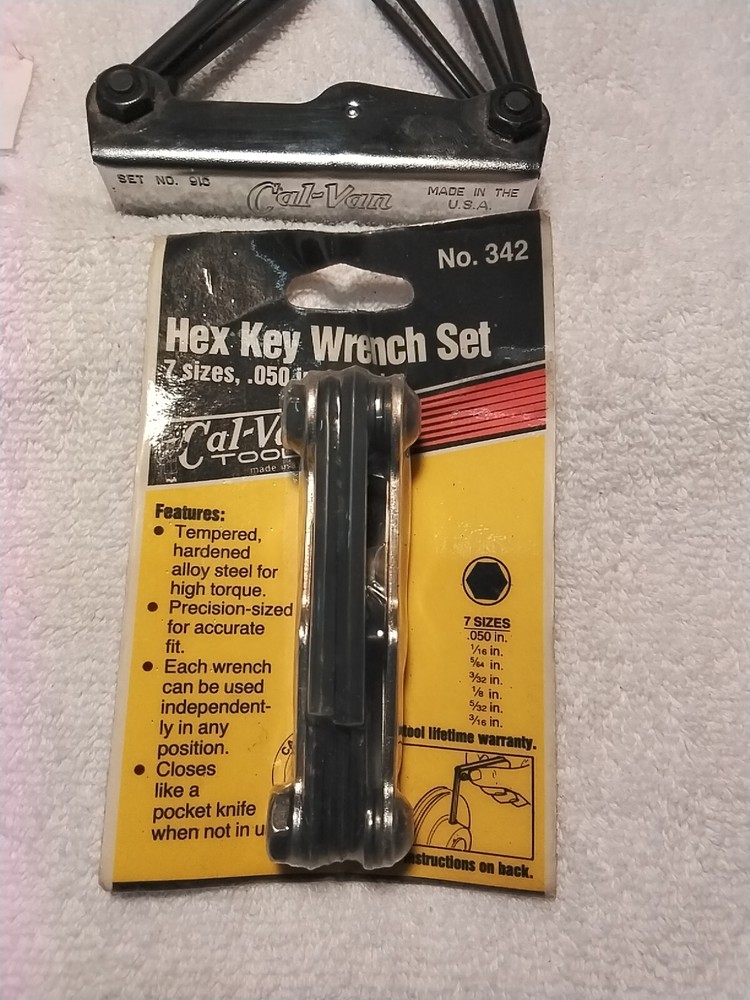 SET NO. 910
Cal-Van
MADE IN THE
U.S.A.
No. 342
Hex Key Wrench Set
7 sizes, .050
Cal-Va
TOOL
made in
Features:
● Tempered,
hardened
alloy steel for
high torque.
● Precision-sized
for accurate
fit.
● Each wrench
can be used
independent-
ly in any
position.
● Closes
like a
pocket knife
when not in u
7 SIZES
.050 in.
1/16 in.
5/64 in.
3/32 in.
1/8 in.
5/32 in.
3/16 in.
tool lifetime warranty.
nstructions on back.